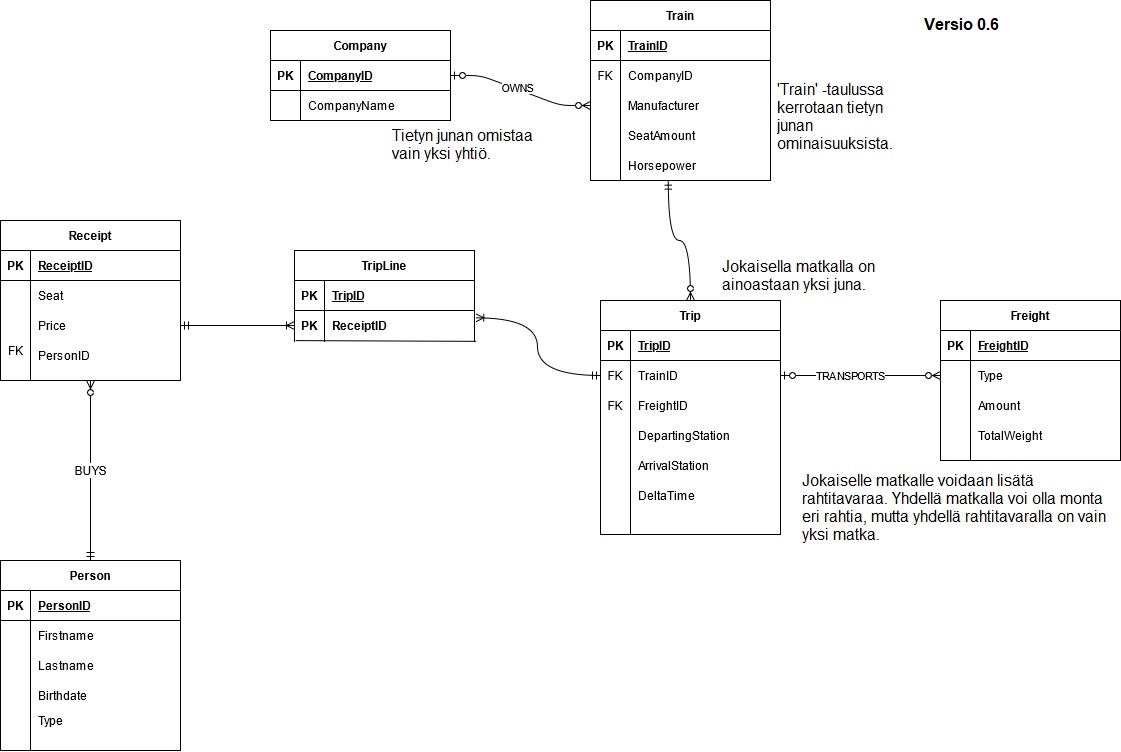 Versio 0.6
Company
PK CompanyID
CompanyName
OWNS
Tietyn junan omistaa
vain yksi yhtiö.
Train
PK TrainID
FK CompanyID
Manufacturer
SeatAmount
Horsepower
'Train' -taulussa
kerrotaan tietyn
junan
ominaisuuksista.
Receipt
PK ReceiptID
Seat
Price
FK PersonID
TripLine
PK TripID
PK ReceiptID
Jokaisella matkalla on
ainoastaan yksi juna.
Trip
PK TripID
FK TrainID
FK FreightID
DepartingStation
ArrivalStation
DeltaTime
TRANSPORTS
Freight
PK FreightID
Type
Amount
TotalWeight
Jokaiselle matkalle voidaan lisätä
rahtitavaraa. Yhdellä matkalla voi olla monta
eri rahtia, mutta yhdellä rahtitavaralla on vain
yksi matka.
BUYS
Person
PK PersonID
Firstname
Lastname
Birthdate
Type